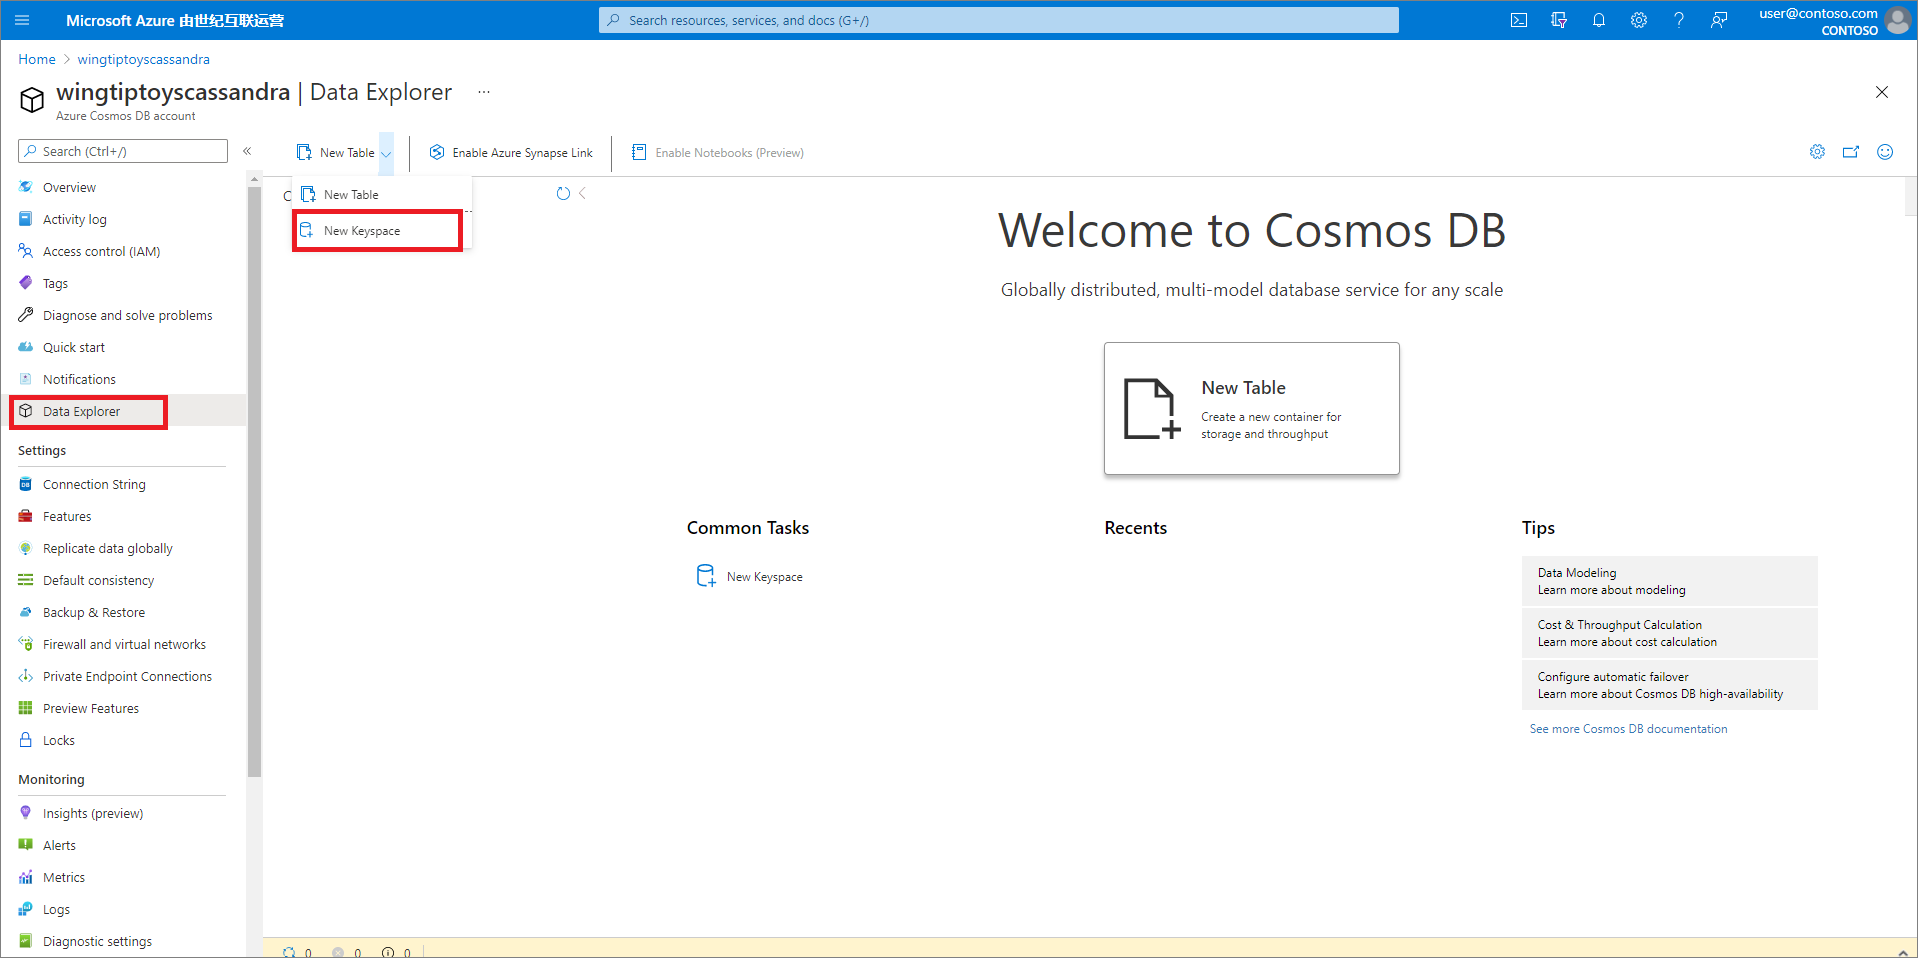 Microsoft Azure 由世纪互联运营
Search resources, services, and docs (G+/)
user@contoso.com
CONTOSO
Home > wingtiptoyscassandra
wingtiptoyscassandra | Data Explorer ...
Azure Cosmos DB account
Search (Ctrl+/)
«
Overview
Activity log
Access control (IAM)
Tags
Diagnose and solve problems
Quick start
Notifications
Data Explorer
Settings
Connection String
Features
Replicate data globally
Default consistency
Backup & Restore
Firewall and virtual networks
Private Endpoint Connections
Preview Features
Locks
Monitoring
Insights (preview)
Alerts
Metrics
Logs
Diagnostic settings
New Table
Enable Azure Synapse Link
Enable Notebooks (Preview)
New Table
New Keyspace
Welcome to Cosmos DB
Globally distributed, multi-model database service for any scale
New Table
Create a new container for
storage and throughput
Common Tasks
New Keyspace
Recents
Tips
Data Modeling
Learn more about modeling
Cost & Throughput Calculation
Learn more about cost calculation
Configure automatic failover
Learn more about Cosmos DB high-availability
See more Cosmos DB documentation
0 0 0